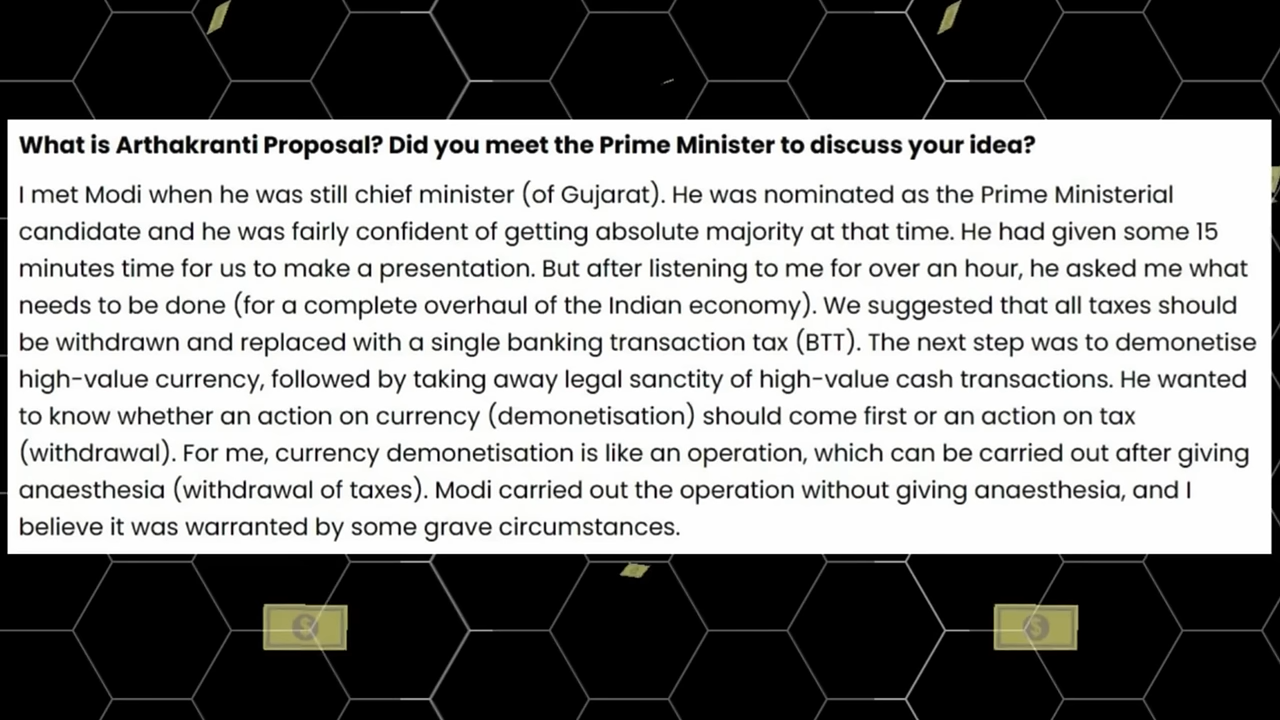 What is Arthakranti Proposal? Did you meet the Prime Minister to discuss your idea?
I met Modi when he was still chief minister (of Gujarat). He was nominated as the Prime Ministerial
candidate and he was fairly confident of getting absolute majority at that time. He had given some 15
minutes time for us to make a presentation. But after listening to me for over an hour, he asked me what
needs to be done (for a complete overhaul of the Indian economy). We suggested that all taxes should
be withdrawn and replaced with a single banking transaction tax (BTT). The next step was to demonetise
high-value currency, followed by taking away legal sanctity of high-value cash transactions. He wanted
to know whether an action on currency (demonetisation) should come first or an action on tax
(withdrawal). For me, currency demonetisation is like an operation, which can be carried out after giving
anaesthesia (withdrawal of taxes). Modi carried out the operation without giving anaesthesia, and I
believe it was warranted by some grave circumstances.
$ $